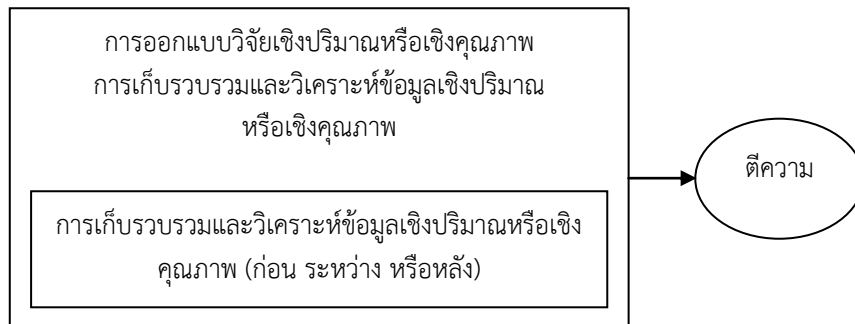 การออกแบบวิจัยเชิงปริมาณหรือเชิงคุณภาพ
การเก็บรวบรวมและวิเคราะห์ข้อมูลเชิงปริมาณ
หรือเชิงคุณภาพ
ตีความ
การเก็บรวบรวมและวิเคราะห์ข้อมูลเชิงปริมาณหรือเชิง
คุณภาพ (ก่อน ระหว่าง หรือหลัง)